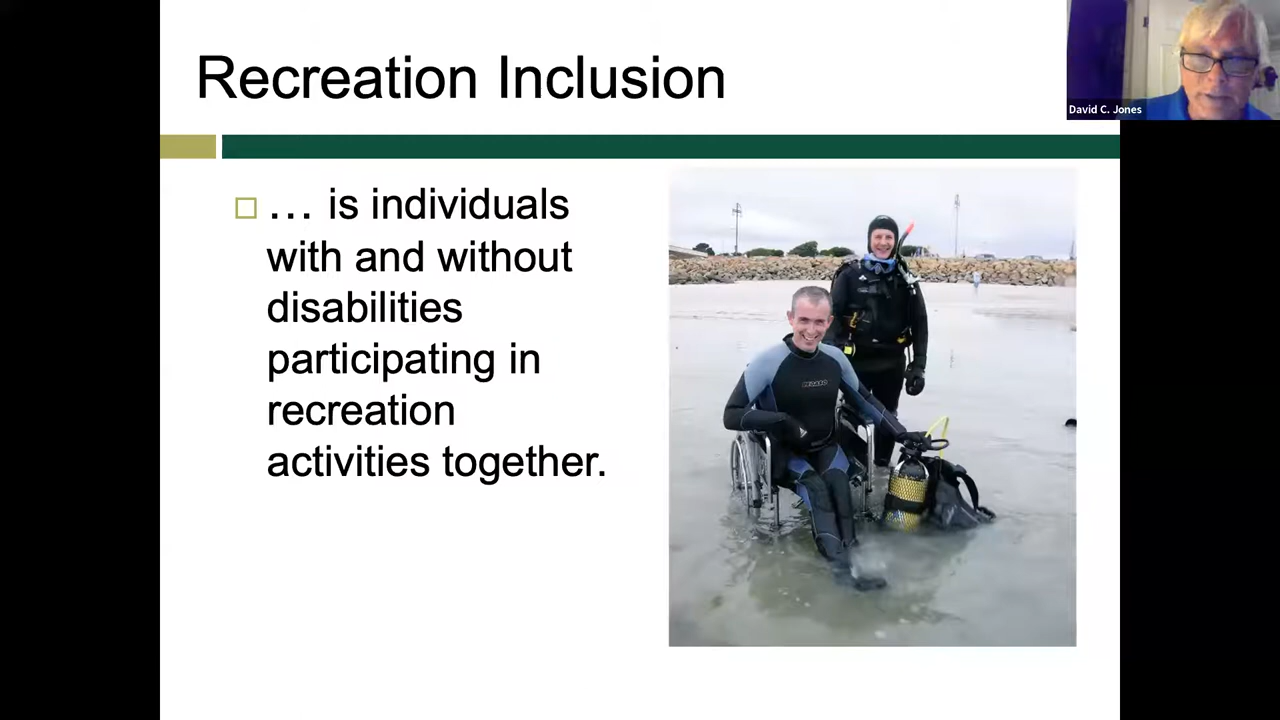 Recreation Inclusion
David C. Jones
… is individuals
with and without
disabilities
participating in
recreation
activities together.